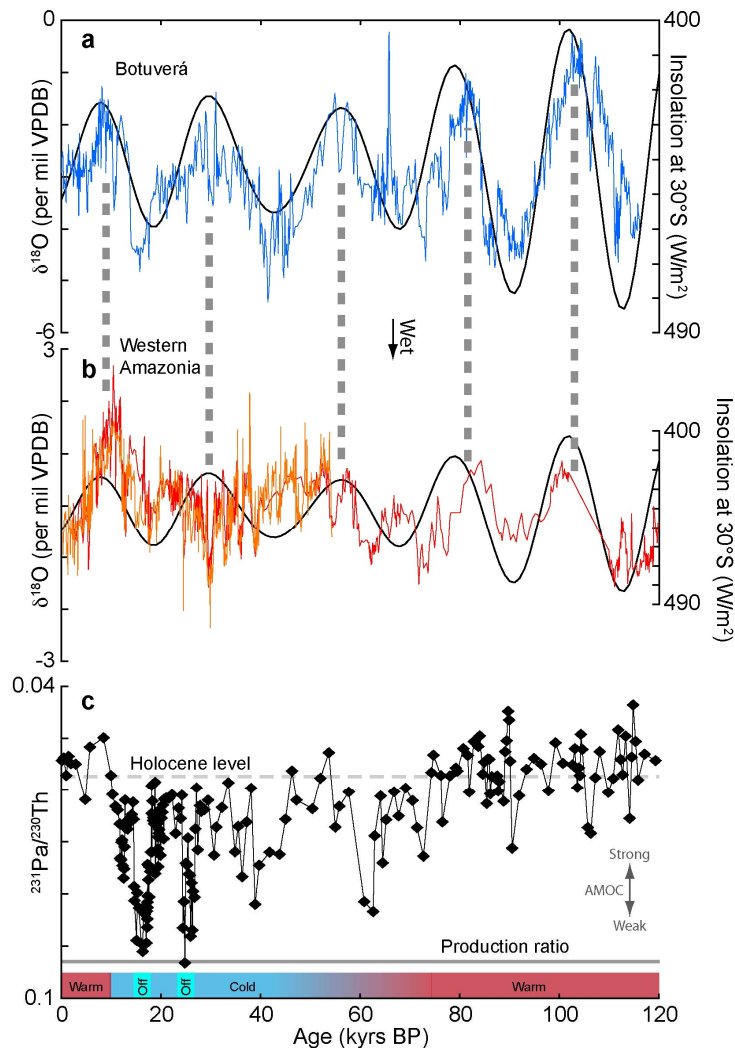 0
400
a
Botuverá
δ18O (per mil VPDB)
Insolation at 30°S (W/m2)
-6
490
Wet
3
b
Western
Amazonia
400
δ18O (per mil VPDB)
Insolation at 30°S (W/m2)
490
-3
0.04
c
Holocene level
231Pa/230Th
Strong
AMOC
Weak
Production ratio
Warm
Off
Off
Cold
Warm
0.1
0
20
40
60
80
100
120
Age (kyrs BP)